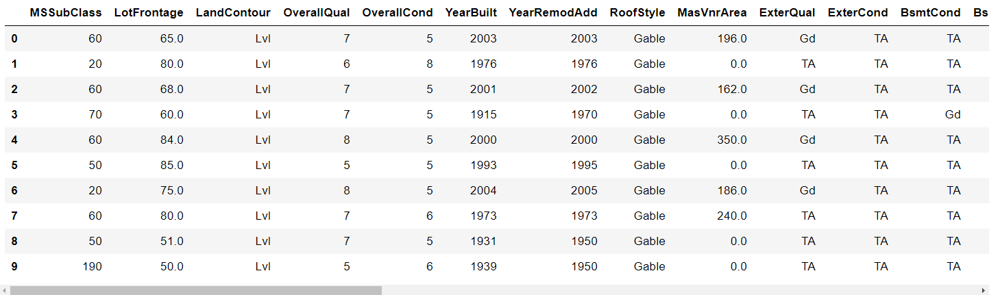 MSSubClass LotFrontage LandContour OverallQual OverallCond YearBuilt YearRemodAdd RoofStyle MasVnrArea ExterQual ExterCond BsmtCond Bs
0 60 65.0 Lvl 7 5 2003 2003 Gable 196.0 Gd TA TA
1 20 80.0 Lvl 6 8 1976 1976 Gable 0.0 TA TA TA
2 60 68.0 Lvl 7 5 2001 2002 Gable 162.0 Gd TA TA
3 70 60.0 Lvl 7 5 1915 1970 Gable 0.0 TA TA Gd
4 60 84.0 Lvl 8 5 2000 2000 Gable 350.0 Gd TA TA
5 50 85.0 Lvl 5 5 1993 1995 Gable 0.0 TA TA TA
6 20 75.0 Lvl 8 5 2004 2005 Gable 186.0 Gd TA TA
7 60 80.0 Lvl 7 6 1973 1973 Gable 240.0 TA TA TA
8 50 51.0 Lvl 7 5 1931 1950 Gable 0.0 TA TA TA
9 190 50.0 Lvl 5 6 1939 1950 Gable 0.0 TA TA TA